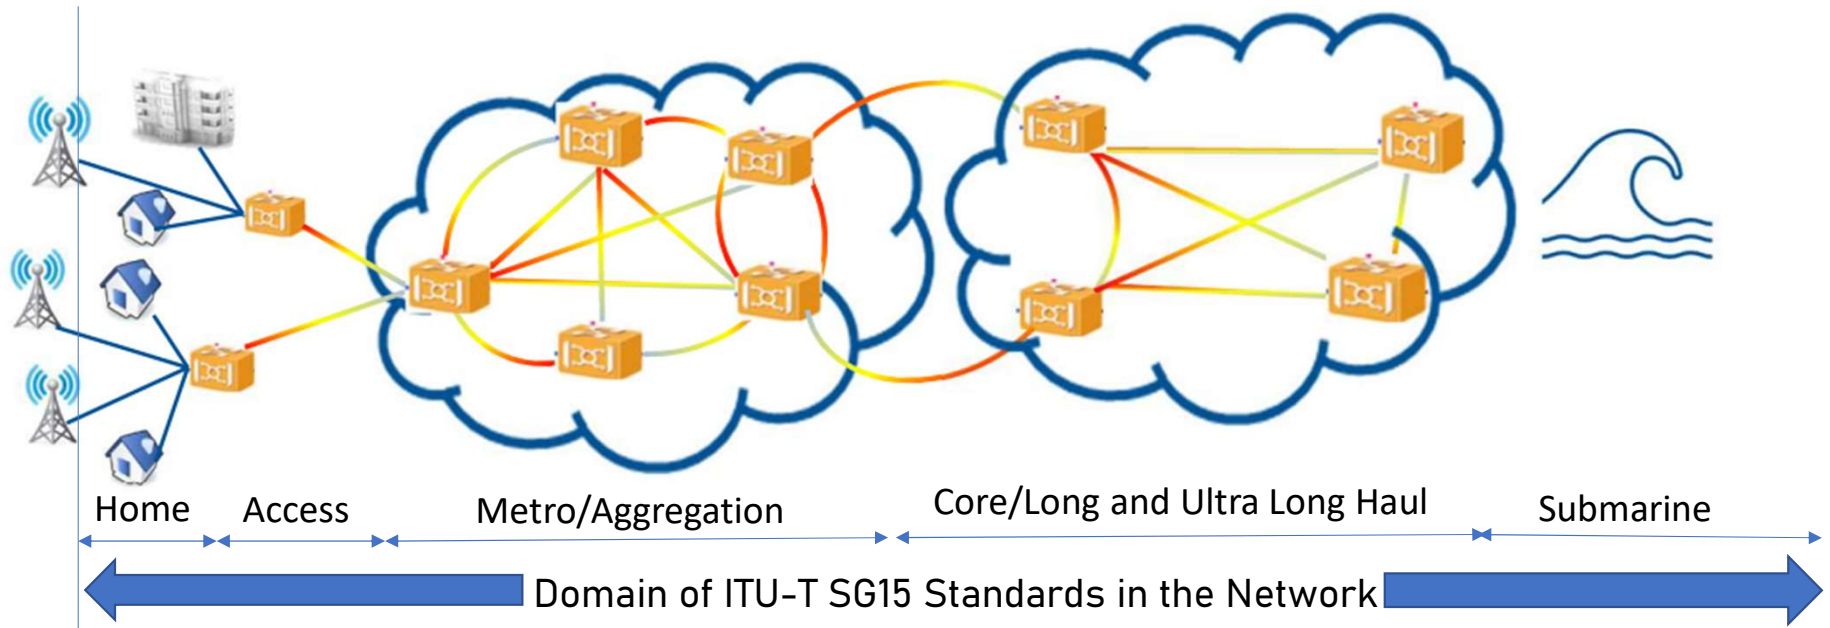 Home
Access
Metro/Aggregation
Core/Long and Ultra Long Haul
Submarine
Domain of ITU-T SG15 Standards in the Network